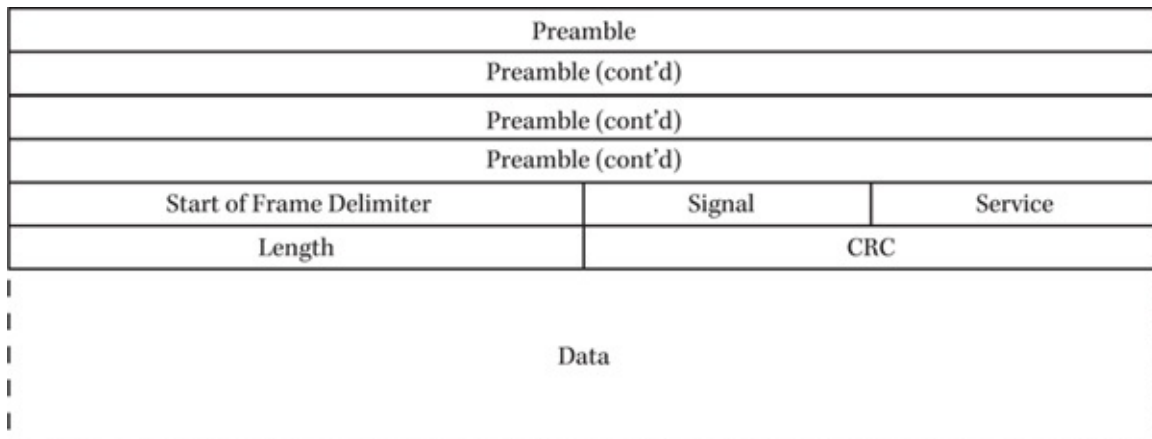 Preamble
Preamble (cont’d)
Preamble (cont’d)
Preamble (cont’d)
Start of Frame Delimiter Signal Service
Length CRC
Data